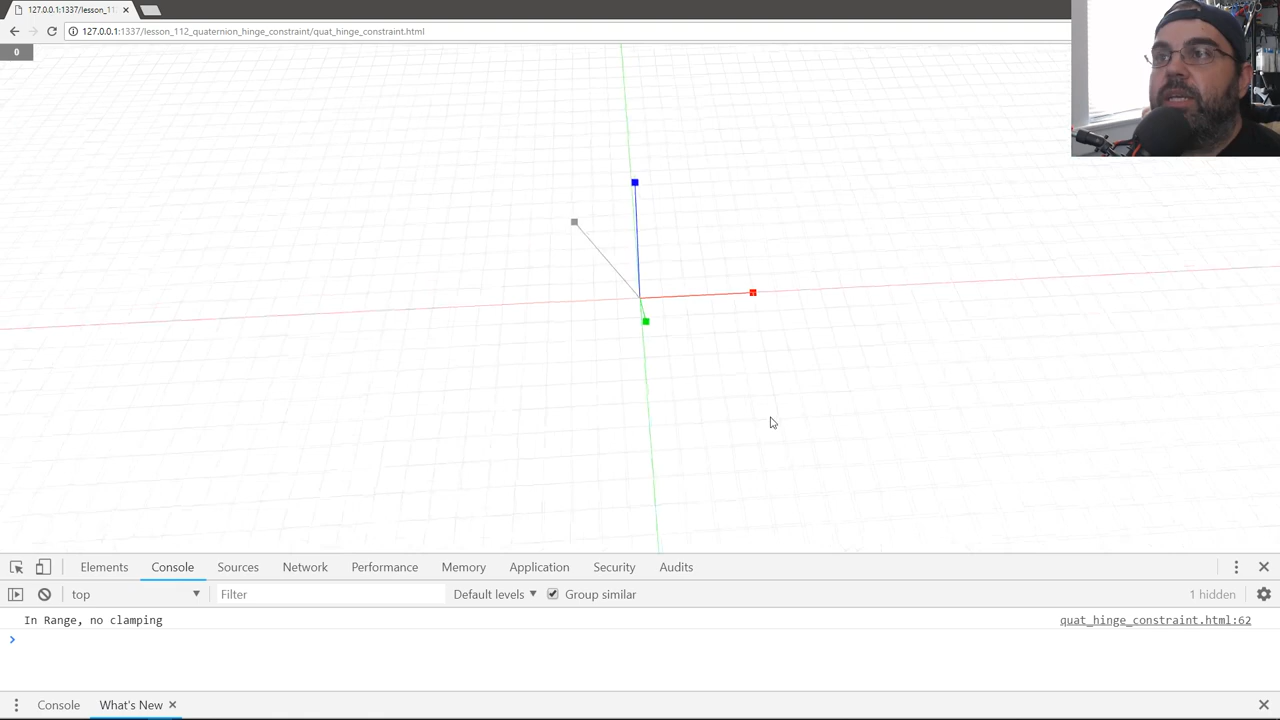 127.0.0.1:1337/lesson_11
127.0.0.1:1337/lesson_112_quaternion_hinge_constraint/quat_hinge_constraint.html
0
Elements Console Sources Network Performance Memory Application Security Audits
top Filter Default levels Group similar 1 hidden
In Range, no clamping quat_hinge_constraint.html:62
Console What's New